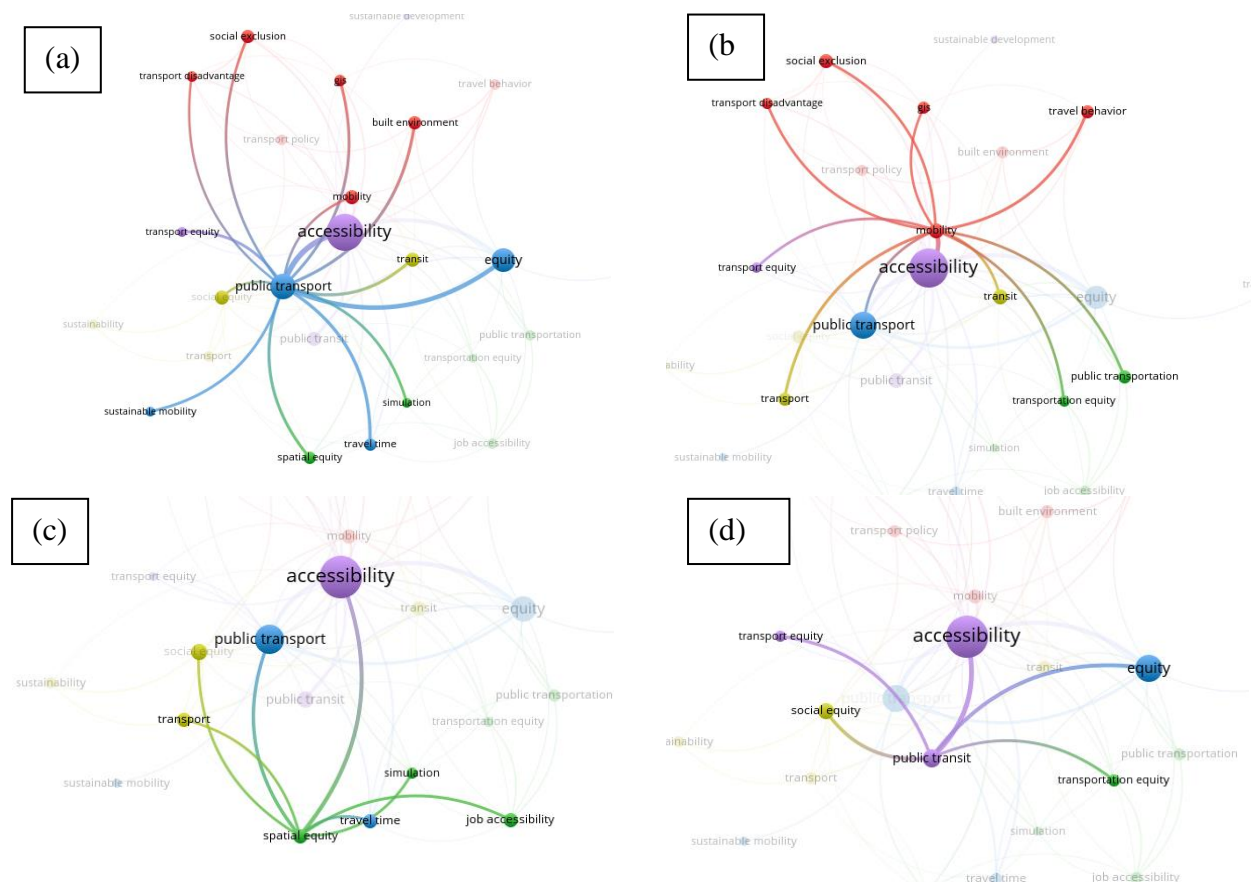 (a)
sustainable development
social exclusion
transport disadvantage
gis
travel behavior
built environment
transport policy
mobility
transport equity
accessibility
transit
equity
public transport
social equity
sustainability
public transit
public transportation
transport
transportation equity
sustainable mobility
simulation
travel time
job accessibility
spatial equity
(b)
sustainable development
social exclusion
transport disadvantage
gis
travel behavior
built environment
transport policy
mobility
transport equity
accessibility
transit
equity
public transport
ability
public transit
public transportation
transport
transportation equity
simulation
sustainable mobility
travel time
job accessibility
(c)
mobility
transport equity
accessibility
transit
equity
public transport
social equity
sustainability
public transit
public transportation
transport
transportation equity
simulation
sustainable mobility
travel time
job accessibility
spatial equity
(d)
built environment
transport policy
mobility
transport equity
accessibility
transit
equity
public transport
social equity
ainability
public transit
public transportation
transport
transportation equity
simulation
sustainable mobility
travel time
job accessibility